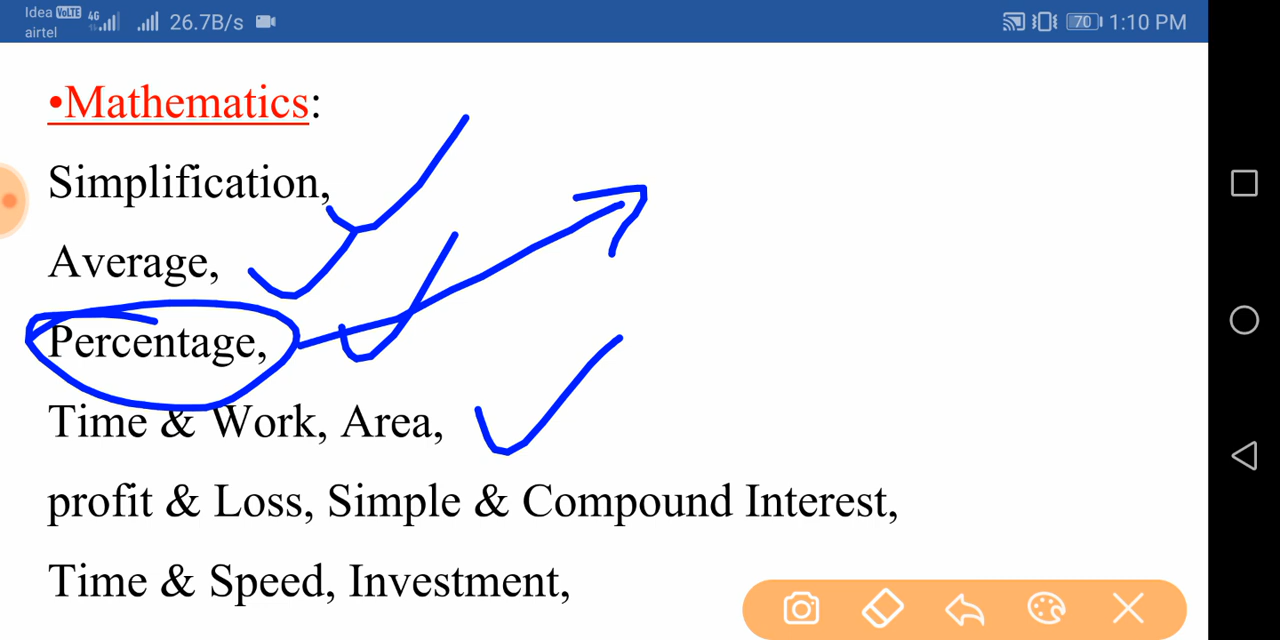 Idea VoLTE 4G 26.7B/s 70 1:10 PM
airtel
•Mathematics:
Simplification,
Average,
Percentage,
Time & Work, Area,
profit & Loss, Simple & Compound Interest,
Time & Speed, Investment,